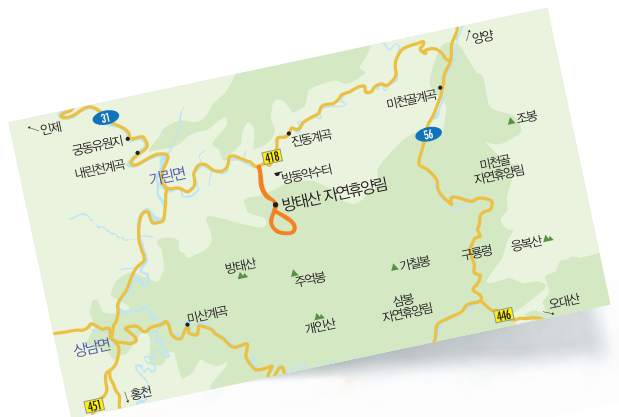 양양
31
인제
미천골계곡
궁동유원지
56
조봉
내린천계곡
진동계곡
418
기린면
방동약수터
미천골
자연휴양림
방태산 자연휴양림
구룡령
응복산
방태산
주억봉
가칠봉
미산계곡
개인산
삼봉
자연휴양림
오대산
446
상남면
홍천
451